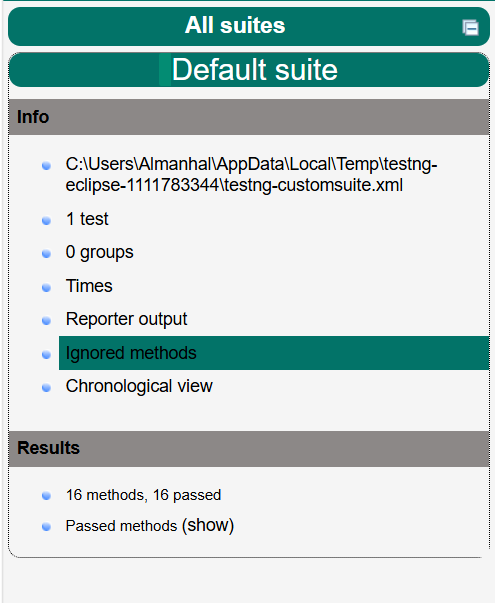 All suites
Default suite
Info
C:\Users\Almanhal\AppData\Local\Temp\testng-
eclipse-1111783344\testng-customsuite.xml
1 test
0 groups
Times
Reporter output
Ignored methods
Chronological view
Results
16 methods, 16 passed
Passed methods (show)